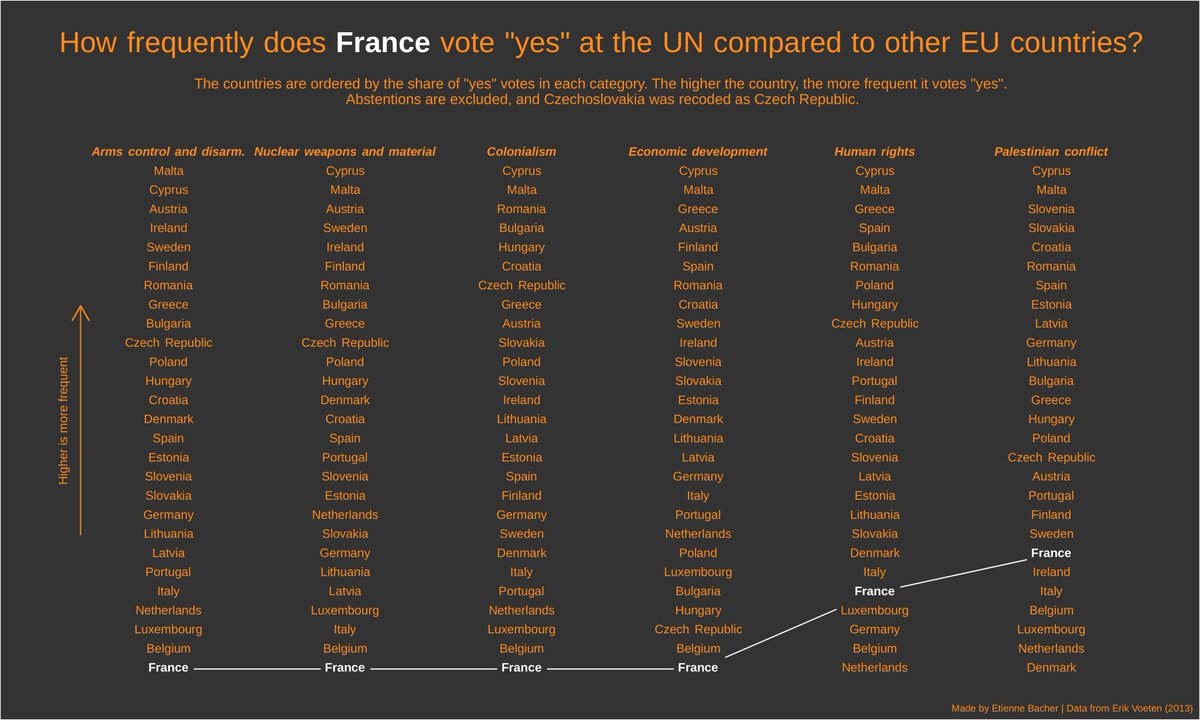 How frequently does France vote "yes" at the UN compared to other EU countries?
The countries are ordered by the share of "yes" votes in each category. The higher the country, the more frequent it votes "yes".
Abstentions are excluded, and Czechoslovakia was recoded as Czech Republic.
Arms control and disarm. Nuclear weapons and material Colonialism Economic development Human rights Palestinian conflict
Malta Cyprus Cyprus Cyprus Cyprus Cyprus
Cyprus Malta Malta Malta Malta Malta
Austria Austria Romania Greece Greece Slovenia
Ireland Sweden Bulgaria Austria Spain Slovakia
Sweden Ireland Hungary Finland Bulgaria Croatia
Finland Finland Croatia Spain Romania Romania
Romania Romania Czech Republic Romania Poland Spain
Greece Bulgaria Greece Croatia Hungary Estonia
Bulgaria Greece Austria Sweden Czech Republic Latvia
Czech Republic Czech Republic Slovakia Ireland Austria Germany
Poland Poland Poland Slovenia Ireland Lithuania
Hungary Hungary Slovenia Slovakia Portugal Bulgaria
Croatia Denmark Ireland Estonia Finland Greece
Denmark Croatia Lithuania Denmark Sweden Hungary
Spain Spain Latvia Lithuania Croatia Poland
Estonia Portugal Estonia Latvia Slovenia Czech Republic
Slovenia Slovenia Spain Germany Latvia Austria
Slovakia Estonia Finland Italy Estonia Portugal
Germany Netherlands Germany Portugal Lithuania Finland
Lithuania Slovakia Sweden Netherlands Slovakia Sweden
Latvia Germany Denmark Poland Denmark France
Portugal Lithuania Italy Luxembourg Italy Ireland
Italy Latvia Portugal Bulgaria France Italy
Netherlands Luxembourg Netherlands Hungary Luxembourg Belgium
Luxembourg Italy Luxembourg Czech Republic Germany Luxembourg
Belgium Belgium Belgium Belgium Belgium Netherlands
France France France France Netherlands Denmark
Higher is more frequent
Made by Etienne Bacher | Data from Erik Voeten (2013)